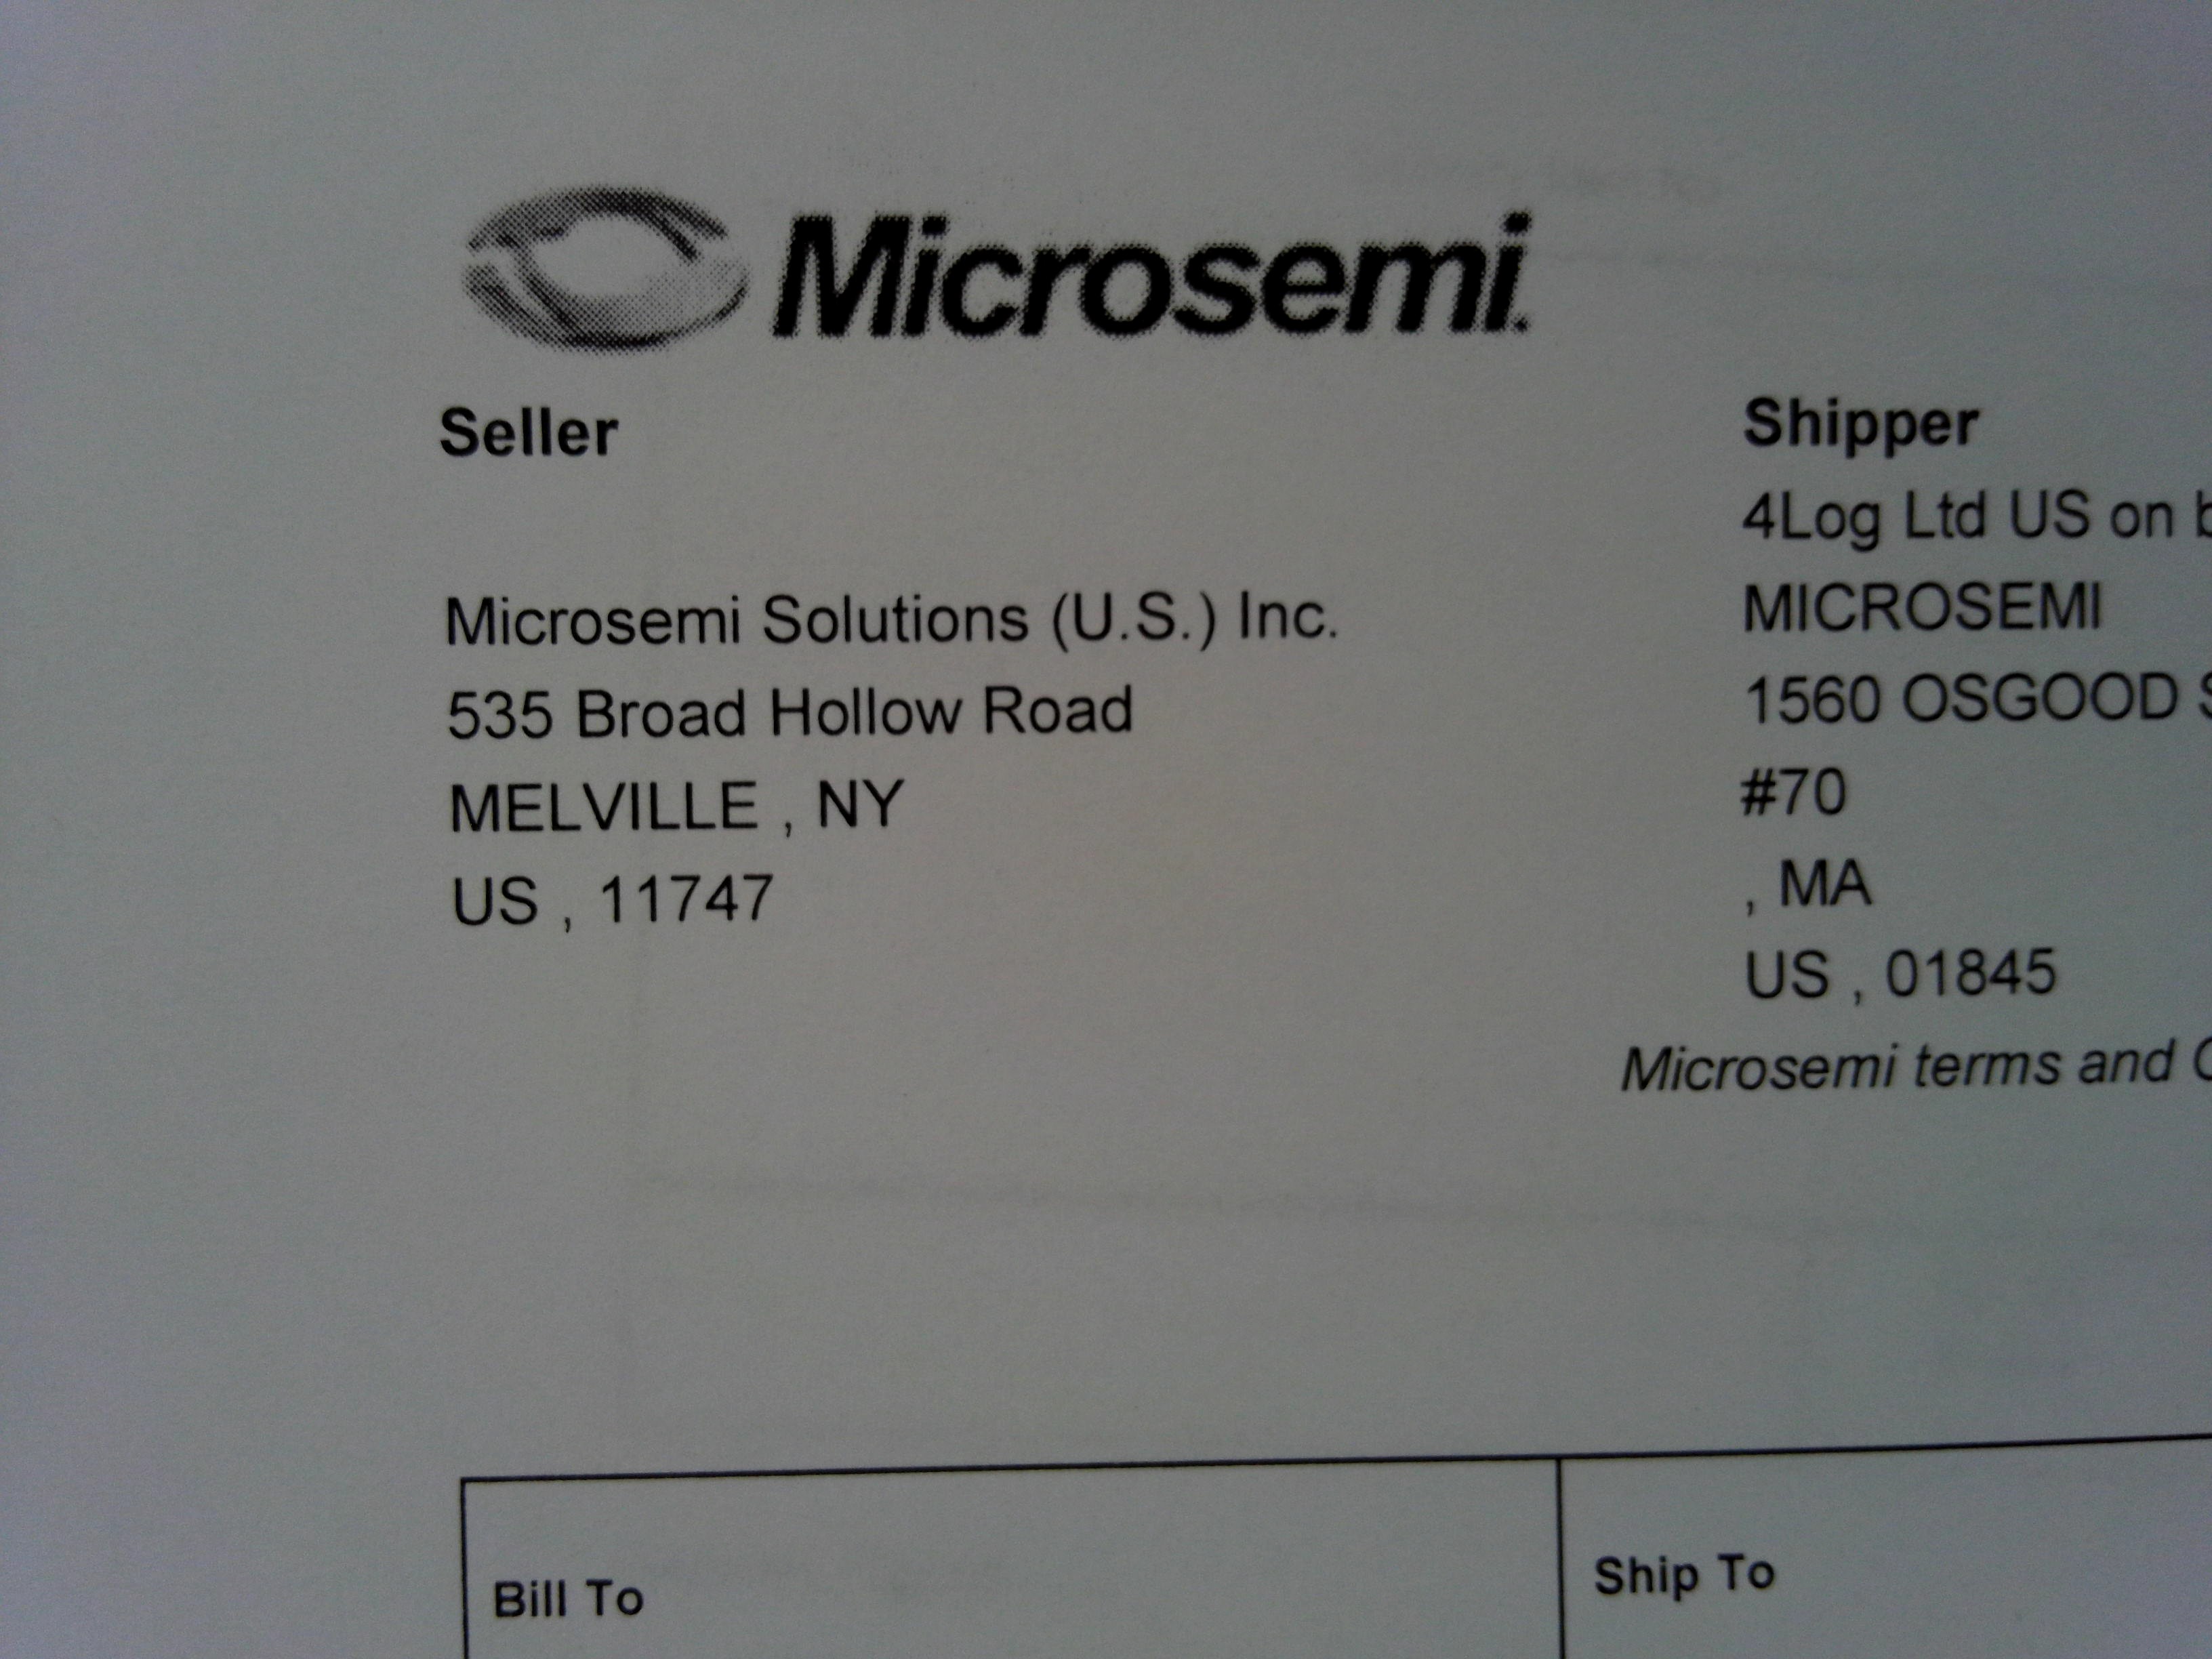 Microsemi.
Seller
Microsemi Solutions (U.S.) Inc.
535 Broad Hollow Road
MELVILLE , NY
US , 11747
Shipper
4Log Ltd US on
MICROSEMI
1560 OSGOOD
#70
, MA
US , 01845
Microsemi terms and
Bill To
Ship To